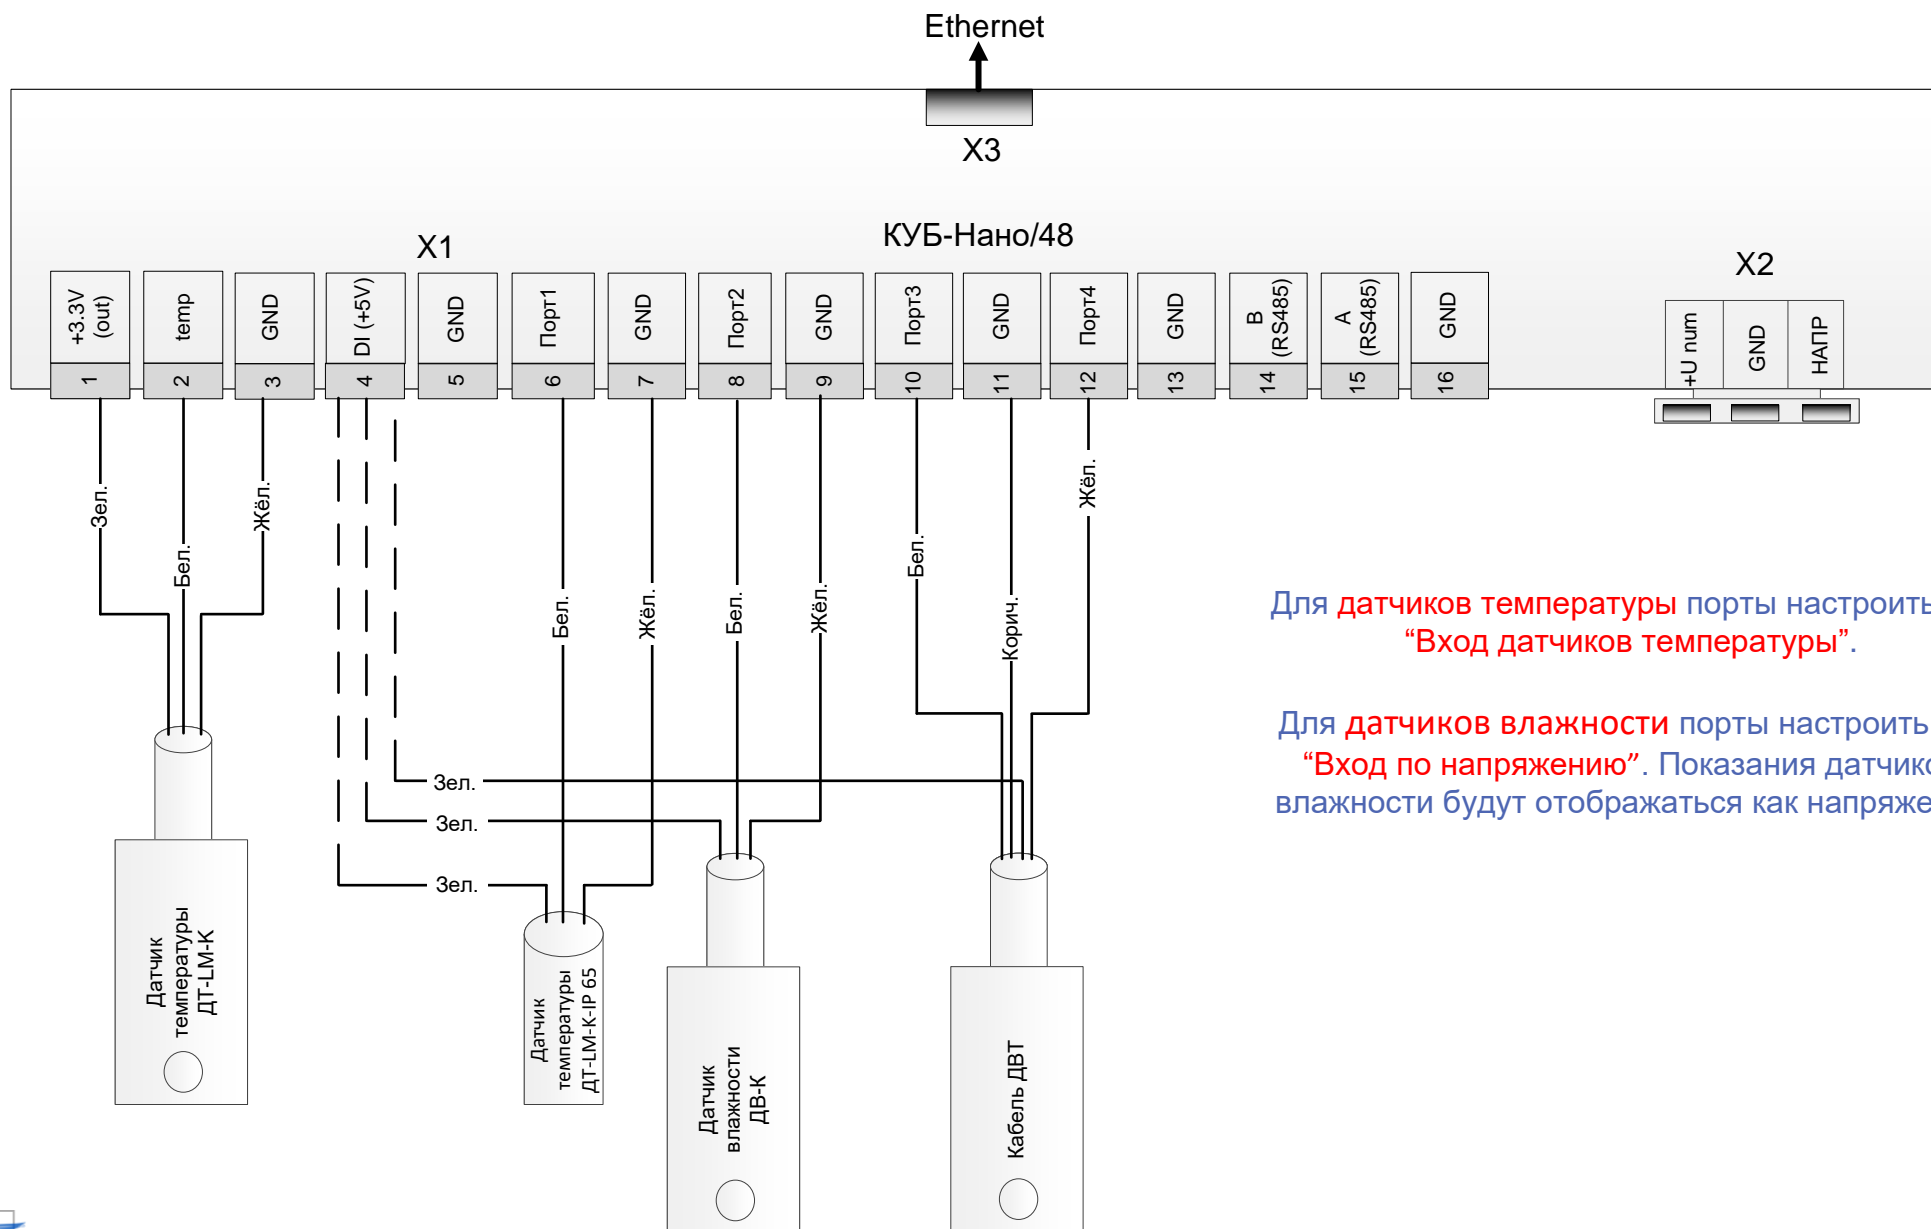 Ethernet
X3
КУБ-Нано/48
X1
X2
+3.3V
(out)
temp
GND
DI (+5V)
GND
Порт1
GND
Порт2
GND
Порт3
GND
Порт4
GND
B
(RS485)
A
(RS485)
GND
+U num
GND
НАПР
1
2
3
4
5
6
7
8
9
10
11
12
13
14
15
16
Зел.
Бел.
Жёл.
Бел.
Жёл.
Бел.
Жёл.
Бел.
Корич.
Жёл.
Зел.
Зел.
Зел.
Для датчиков температуры порты настроить
“Вход датчиков температуры”.
Для датчиков влажности порты настроить
“Вход по напряжению”. Показания датчико
влажности будут отображаться как напряже
Датчик
температуры
ДТ-LM-К
Датчик
температуры
ДТ-LM-К-IP 65
Датчик
влажности
ДВ-К
Кабель ДВТ